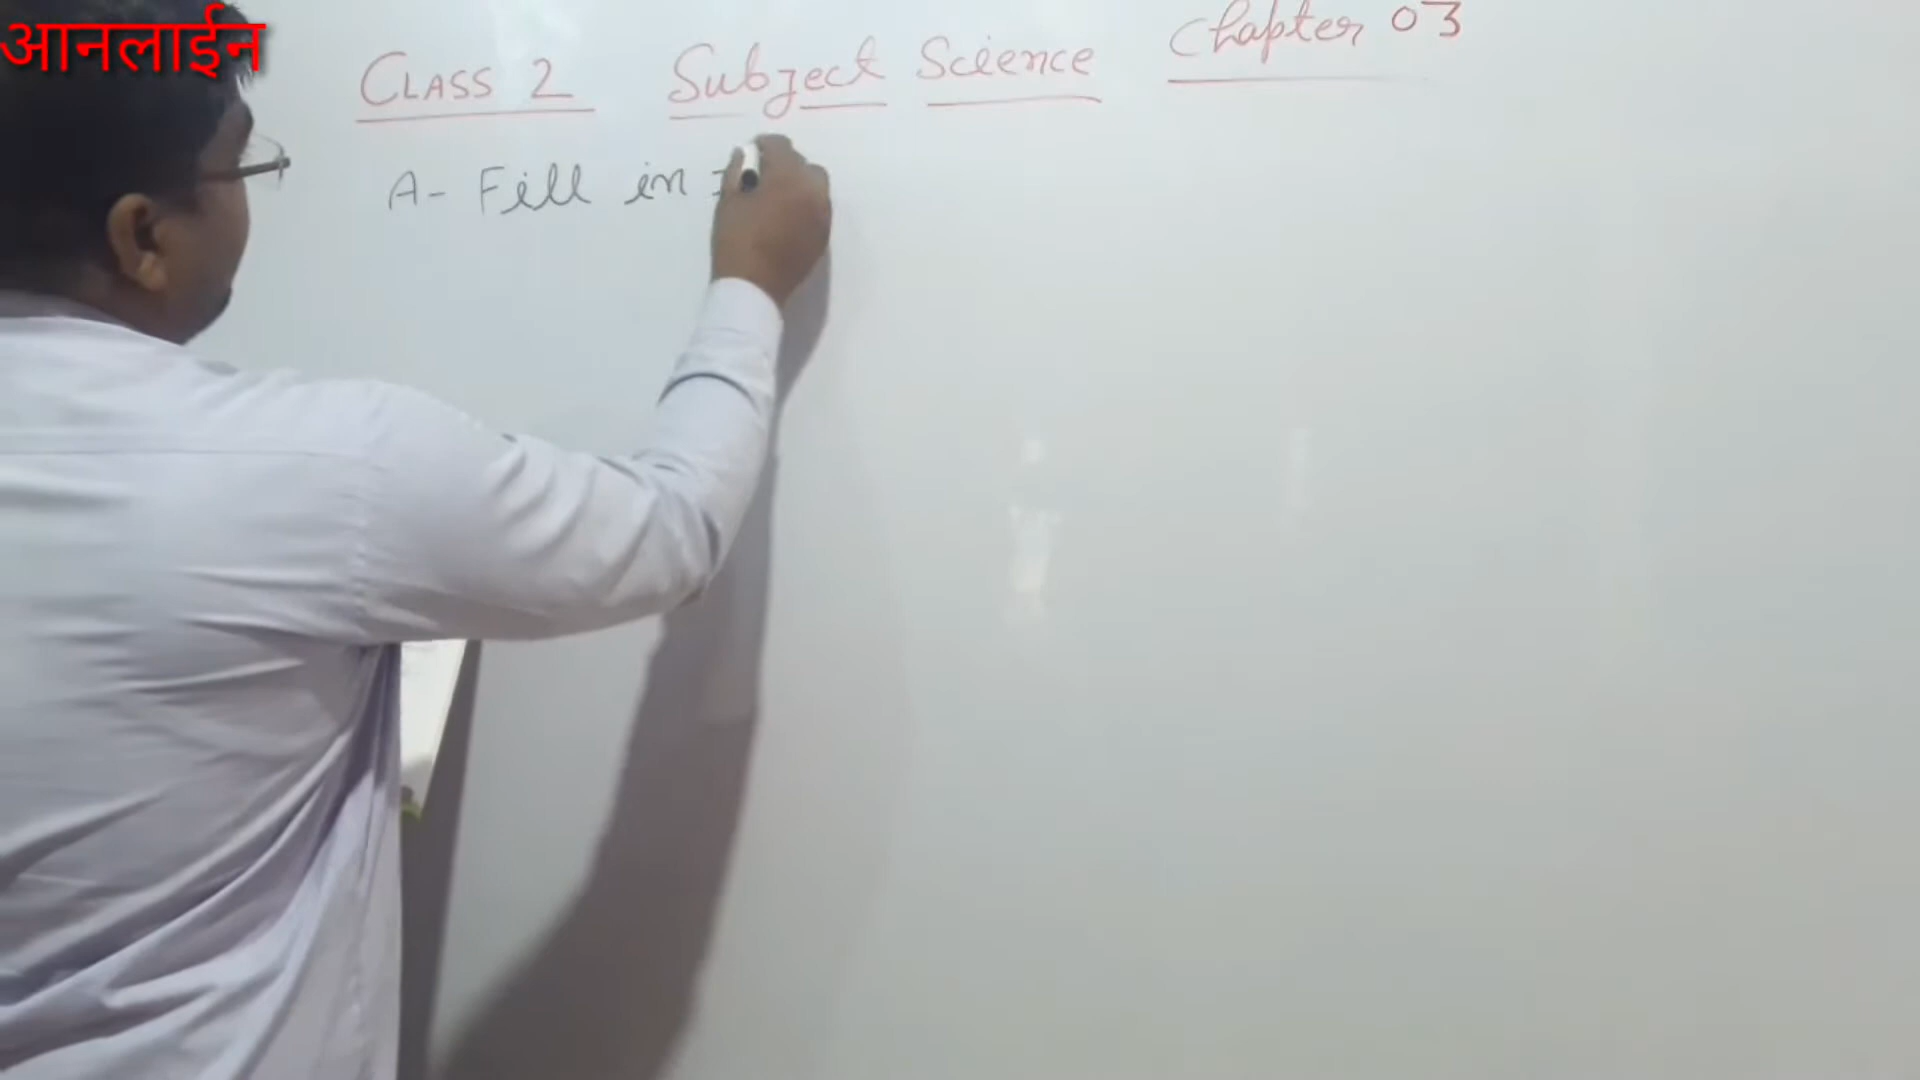 आनलाईन
CLASS 2 Subject Science Chapter 03
A- Fill in